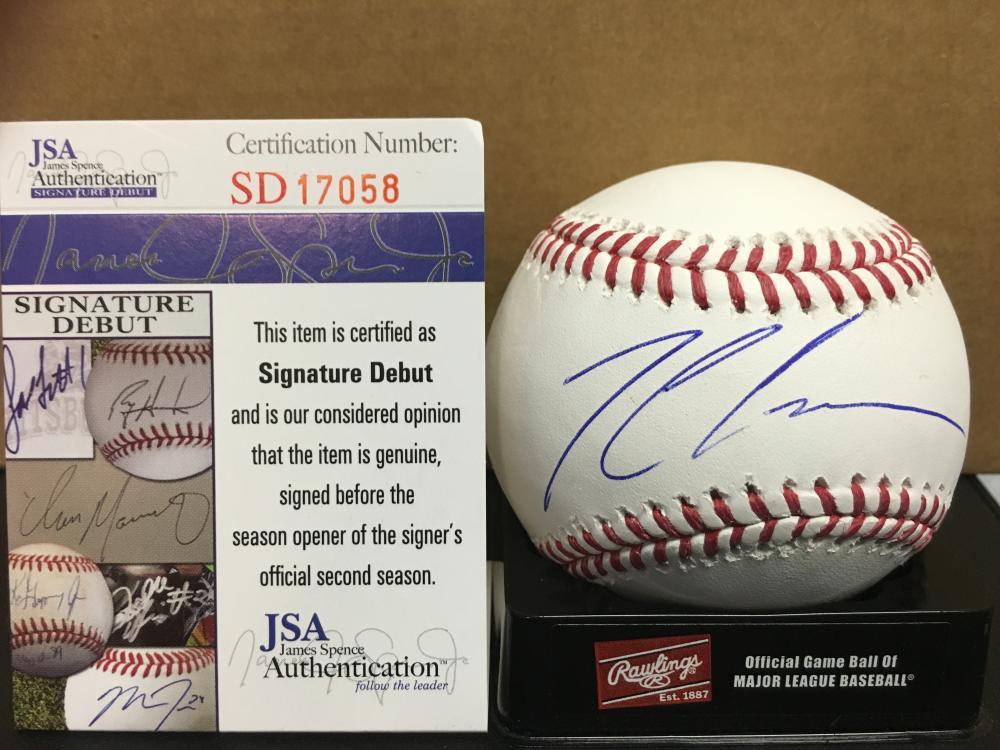 JSA
James Spence
Authentication™
SIGNATURE DEBUT
Certification Number:
SD 17058
SIGNATURE
DEBUT
This item is certified as
Signature Debut
and is our considered opinion
that the item is genuine,
signed before the
season opener of the signer's
official second season.
JSA
James Spence
Authentication™
follow the leader
Rawlings®
Est. 1887
Official Game Ball Of
MAJOR LEAGUE BASEBALL®